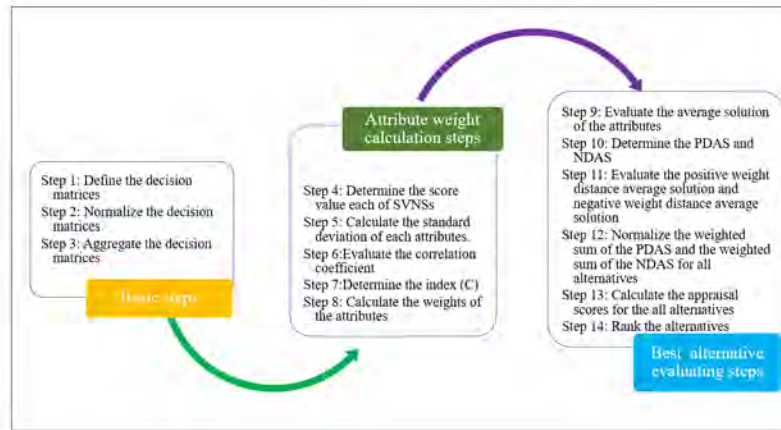 Step 1: Define the decision
matrices
Step 2: Normalize the decision
matrices
Step 3: Aggregate the decision
matrices
Basic steps
Attribute weight
calculation steps
Step 4: Determine the score
value each of SVNSs
Step 5: Calculate the standard
deviation of each attributes.
Step 6:Evaluate the correlation
coefficient
Step 7:Determine the index (C)
Step 8: Calculate the weights of
the attributes
Step 9: Evaluate the average solution
of the attributes
Step 10: Determine the PDAS and
NDAS
Step 11: Evaluate the positive weight
distance average solution and
negative weight distance average
solution
Step 12: Normalize the weighted
sum of the PDAS and the weighted
sum of the NDAS for all
alternatives
Step 13: Calculate the appraisal
scores for the all alternatives
Step 14: Rank the alternatives
Best alternative
evaluating steps